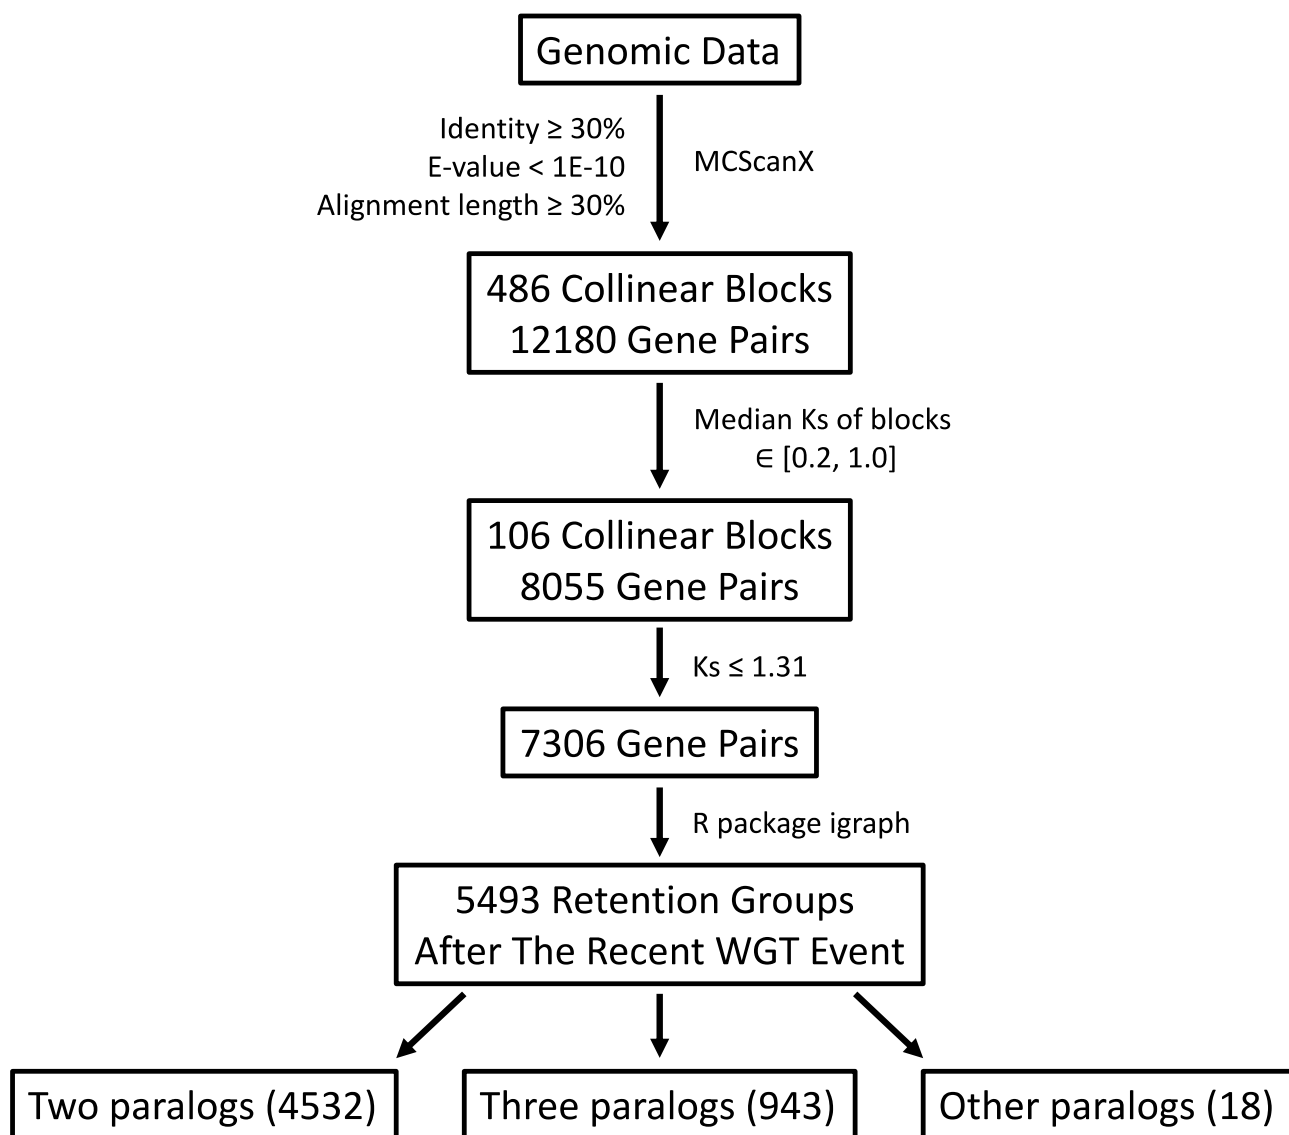 Genomic Data
Identity ≥ 30%
E-value < 1E-10
Alignment length ≥ 30%
MCScanX
486 Collinear Blocks
12180 Gene Pairs
Median Ks of blocks
∈ [0.2, 1.0]
106 Collinear Blocks
8055 Gene Pairs
Ks ≤ 1.31
7306 Gene Pairs
R package igraph
5493 Retention Groups
After The Recent WGT Event
Two paralogs (4532)
Three paralogs (943)
Other paralogs (18)